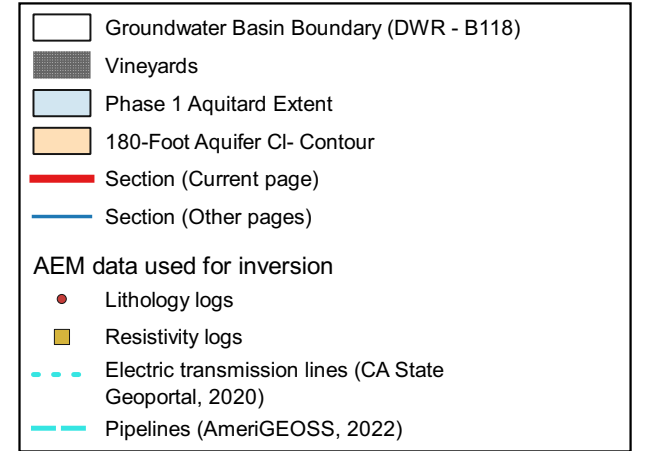 Groundwater Basin Boundary (DWR - B118)
Vineyards
Phase 1 Aquitard Extent
180-Foot Aquifer Cl- Contour
Section (Current page)
Section (Other pages)
AEM data used for inversion
Lithology logs
Resistivity logs
Electric transmission lines (CA State
Geoportal, 2020)
Pipelines (AmeriGEOSS, 2022)